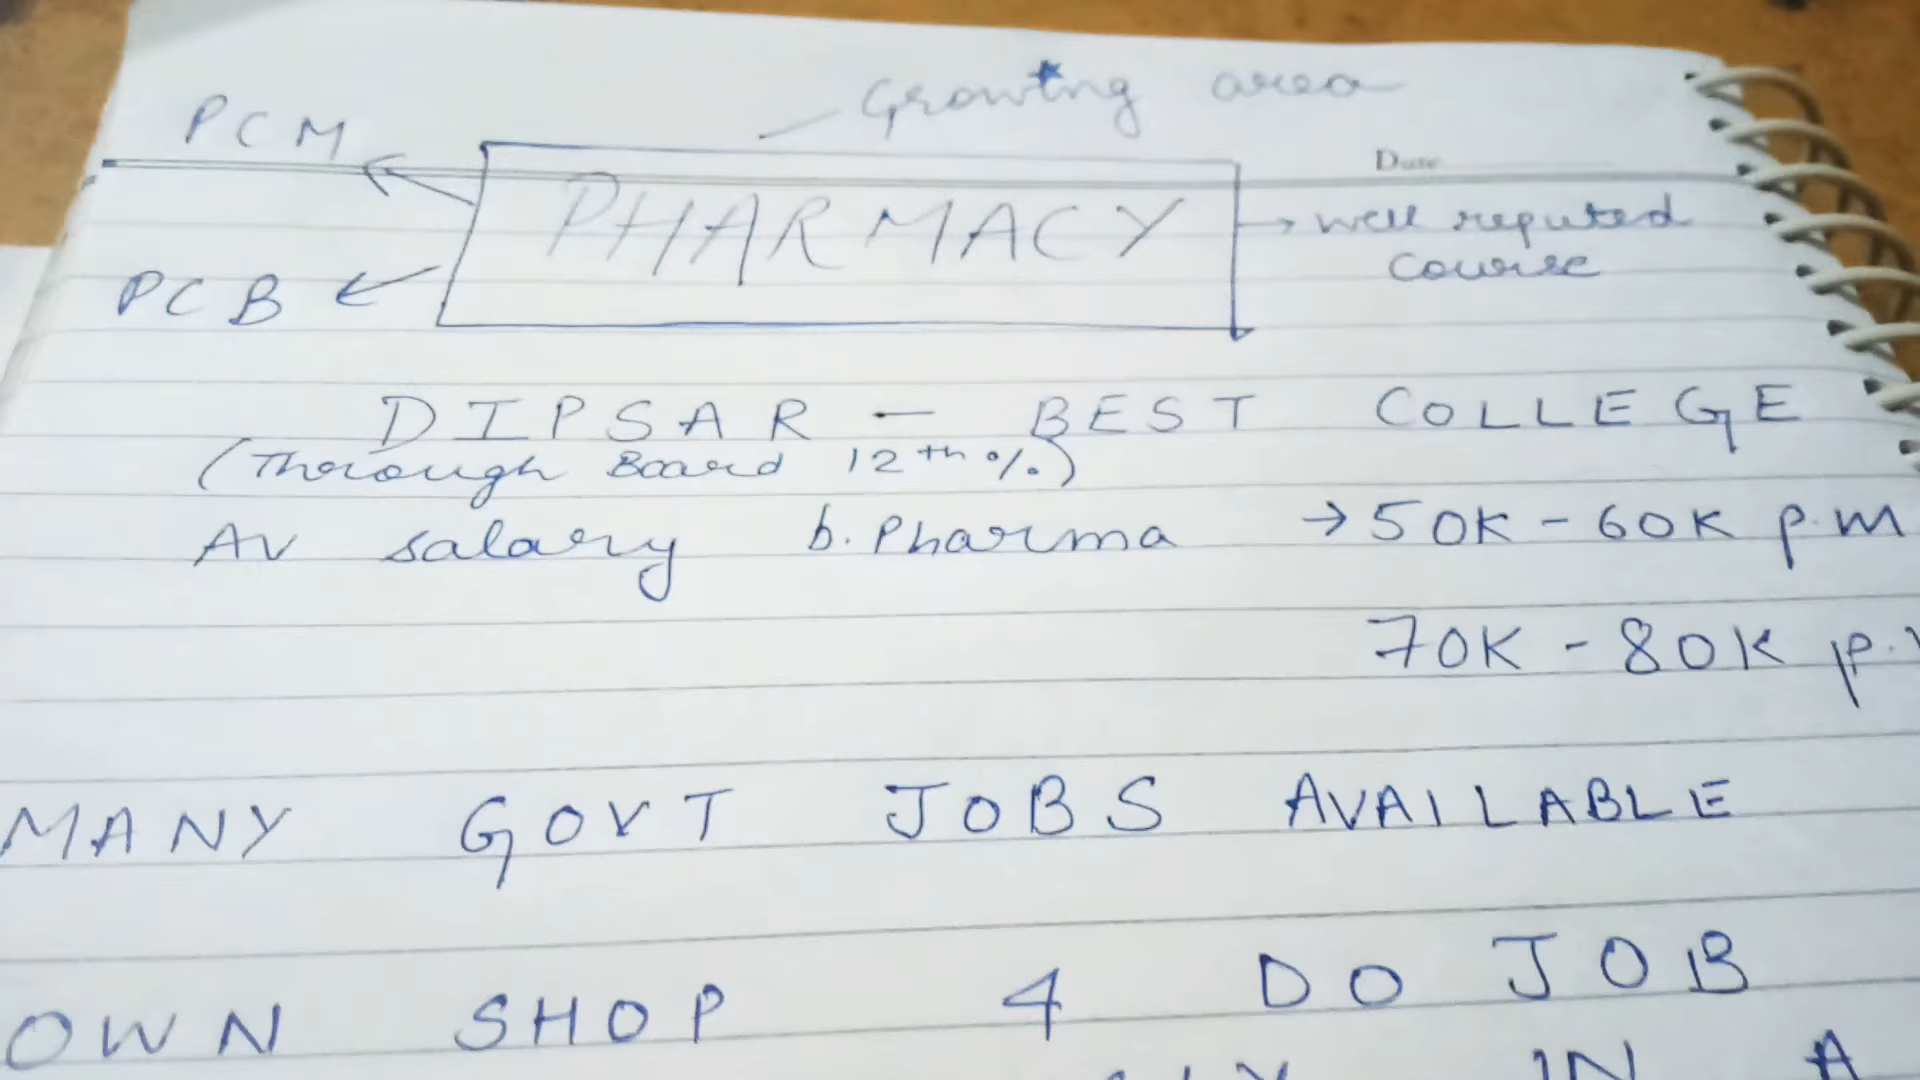 Growing area
PCM
Date
PHARMACY
well reputed
course
PCB
DIPSAR - BEST COLLEGE
(Through Board 12th %)
Av salary b. Pharma → 50K - 60K p.m
70K - 80K p.
MANY GOVT JOBS AVAILABLE
OWN SHOP 4 DO JOB
IN A